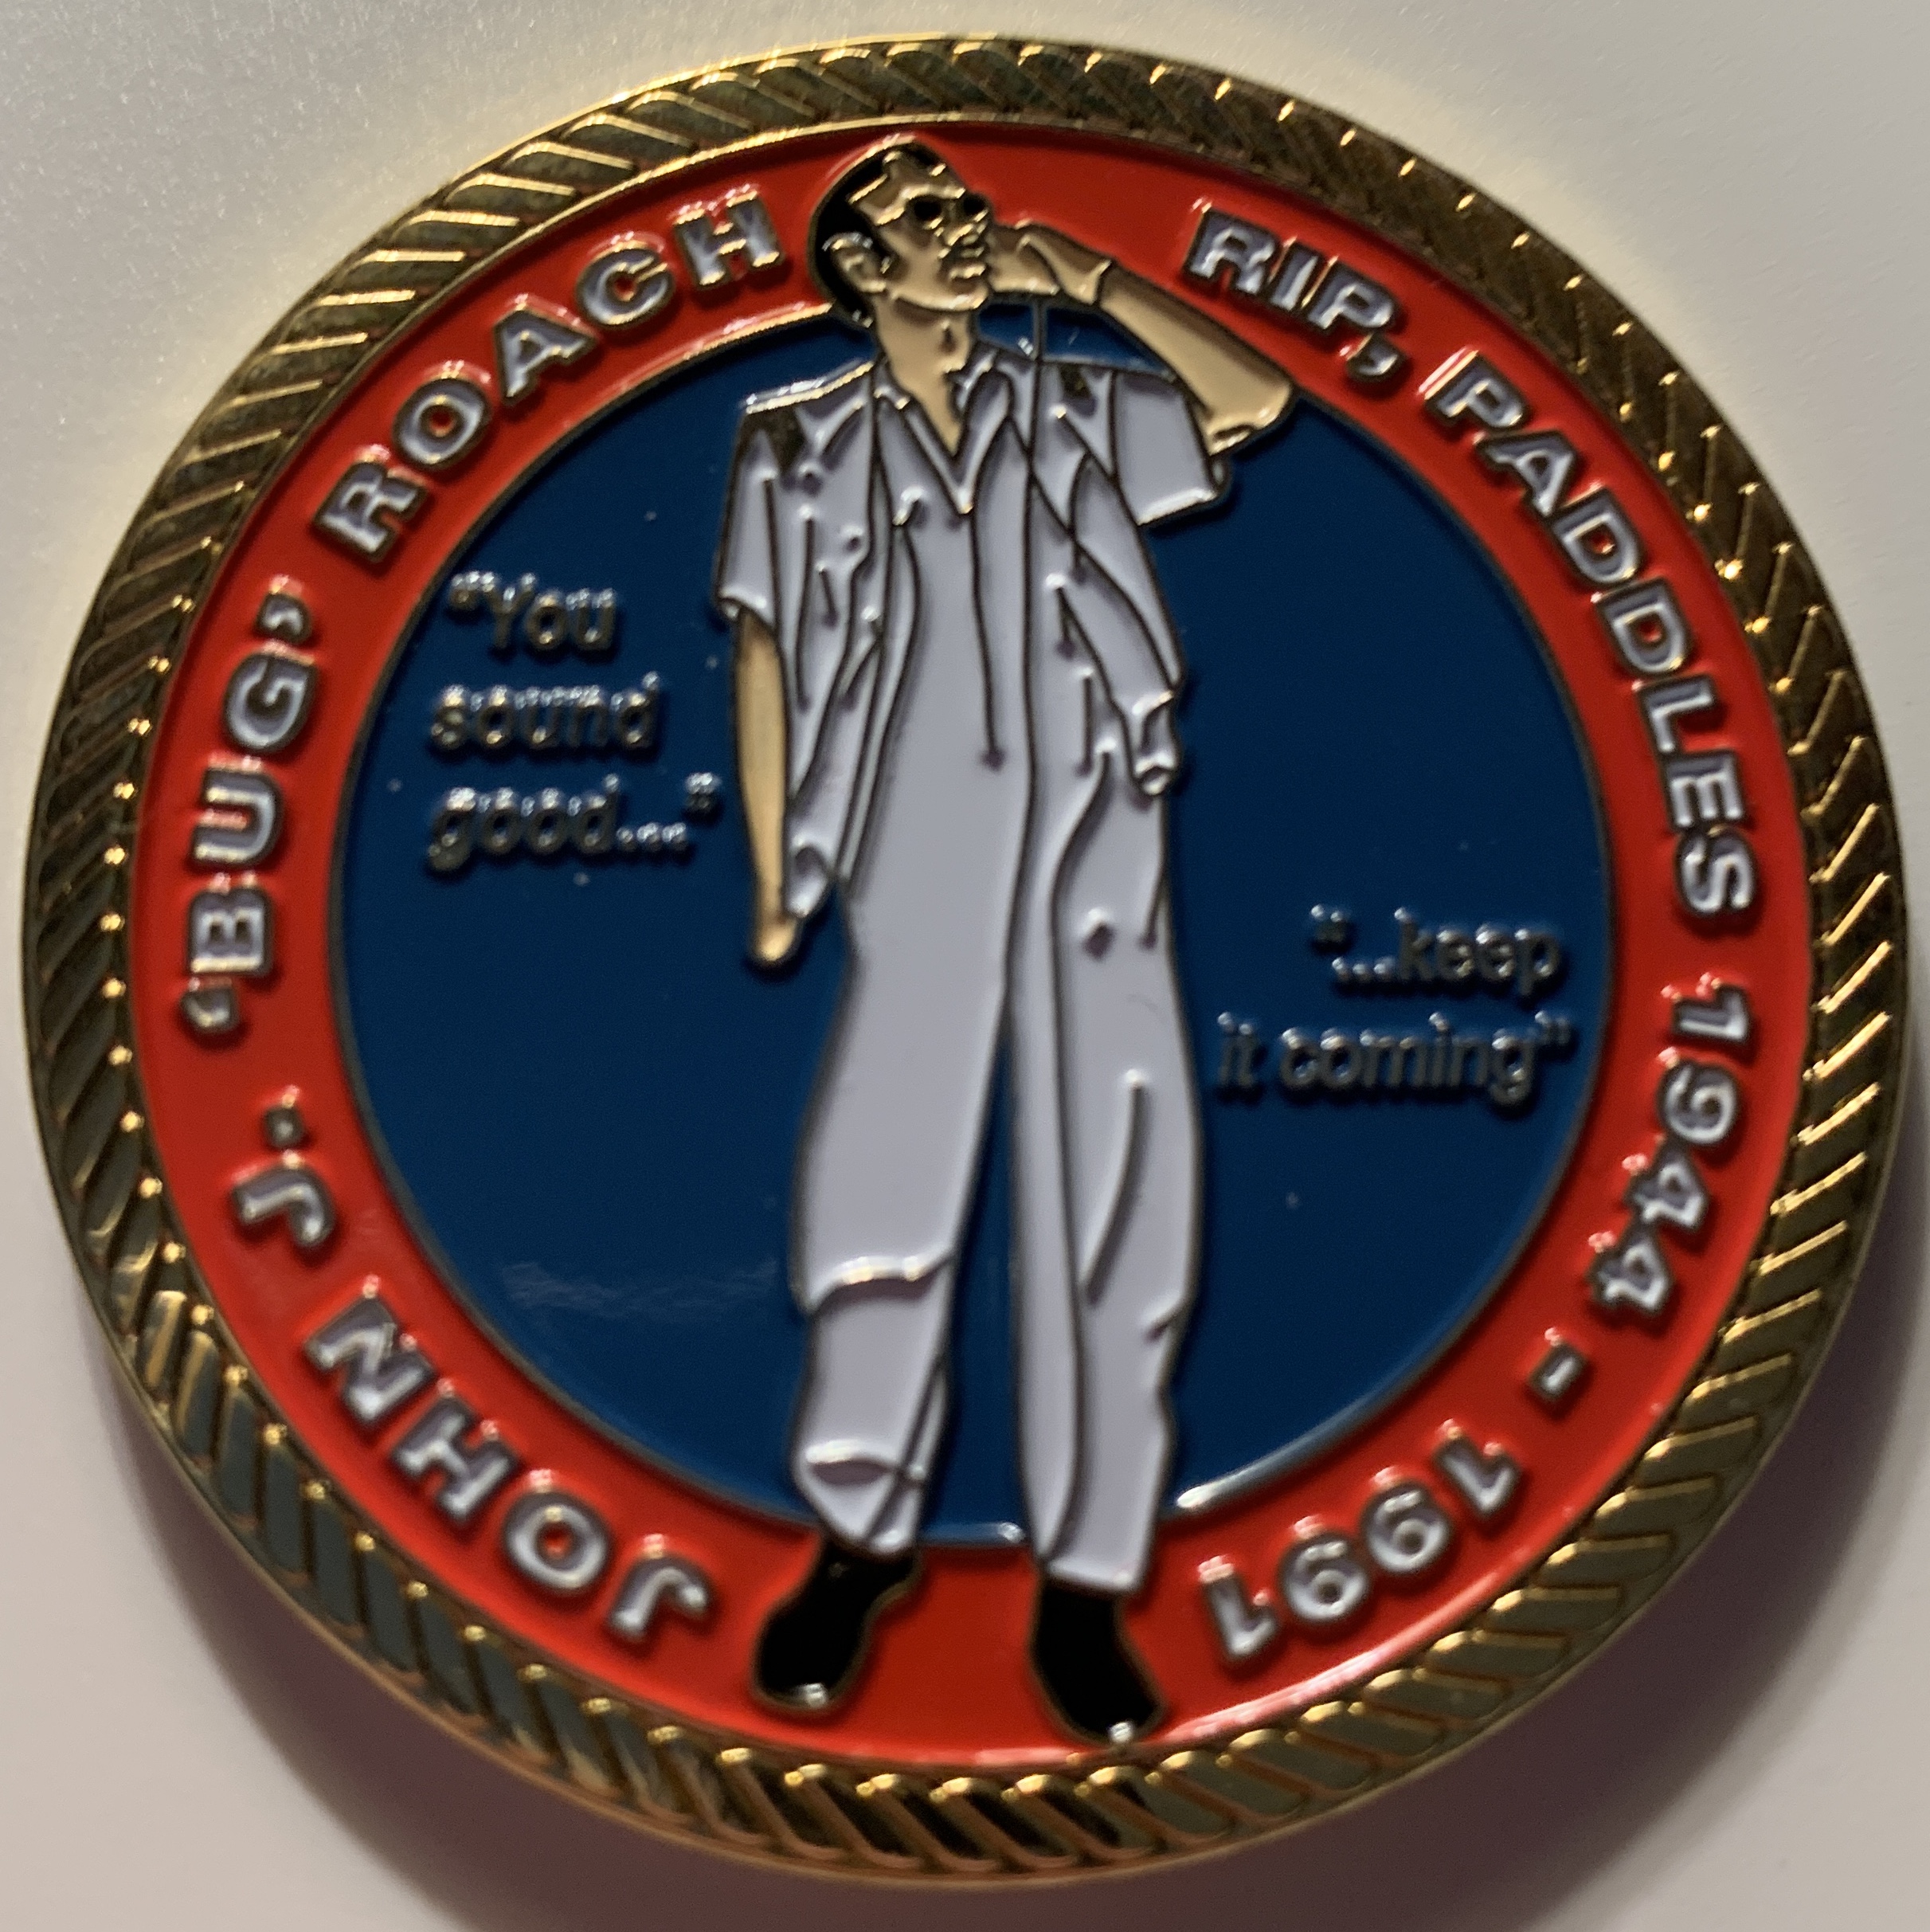 JOHN J. ‘BUG’ ROACH
RIP, PADDLES 1944 - 1991
“You
sound
good...."
“...keep
it coming”